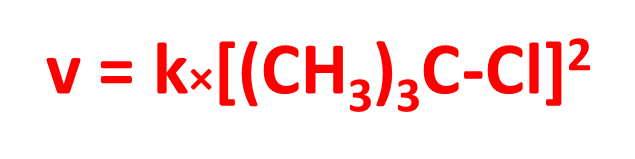 v = k×[(CH₃)₃C-Cl]²